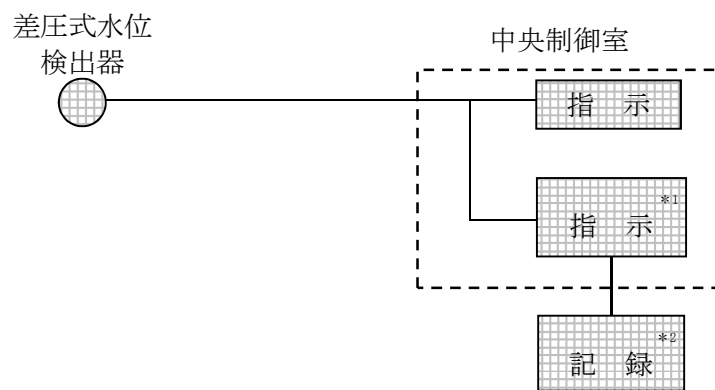 差圧式水位
検出器
中央制御室
指 示
指 示 *1
記 録 *2